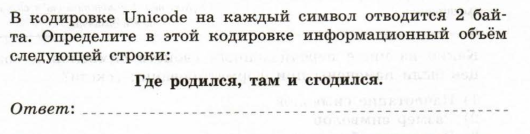 В кодировке Unicode на каждый символ отводится 2 бай-
та. Определите в этой кодировке информационный объём
следующей строки:
Где родился, там и сгодился.
Ответ: